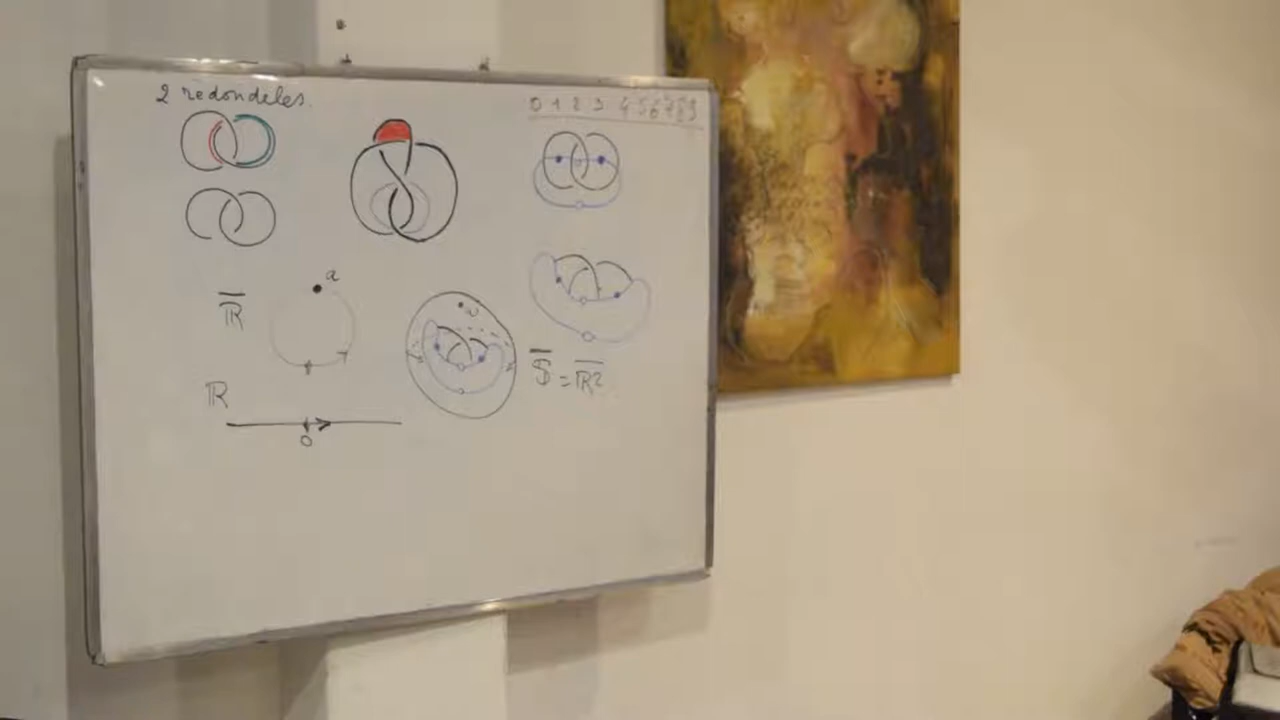 2 redondeles.
0 1 2 3 4 5 6 7 8 9
a
ℝ̅
ω
𝕊̅ = ℝ̅²
ℝ
0